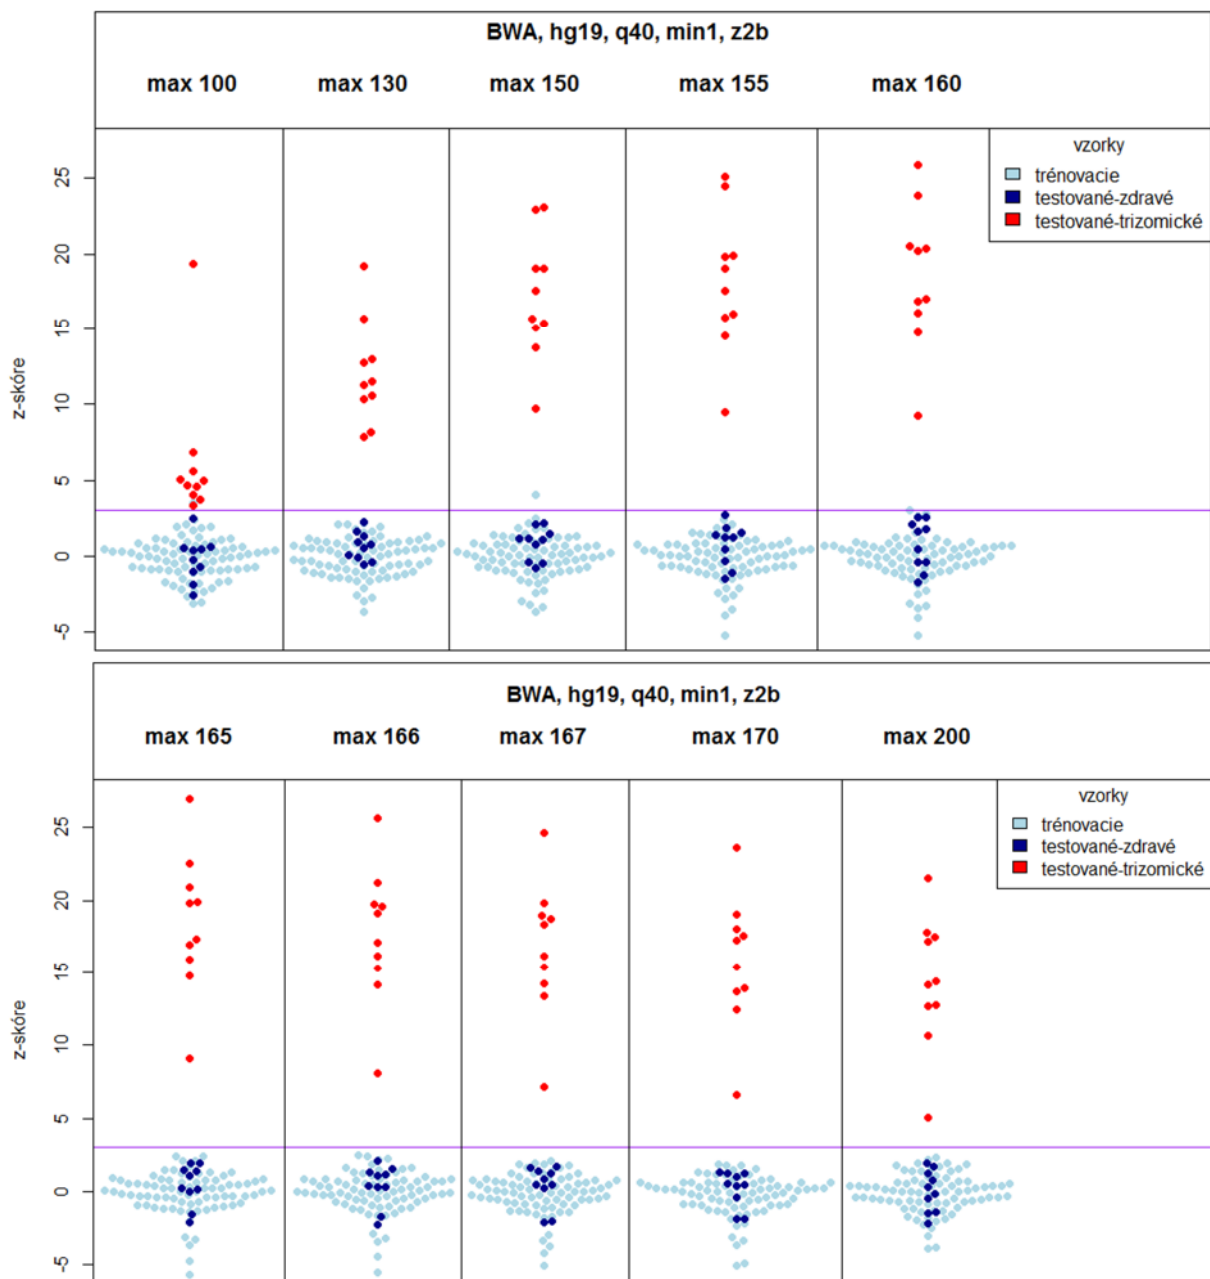 BWA, hg19, q40, min1, z2b
max 100 max 130 max 150 max 155 max 160
vzorky
trénovacie
testované-zdravé
testované-trizomické
z-skóre
25
20
15
10
5
0
-5
BWA, hg19, q40, min1, z2b
max 165 max 166 max 167 max 170 max 200
vzorky
trénovacie
testované-zdravé
testované-trizomické
z-skóre
25
20
15
10
5
0
-5